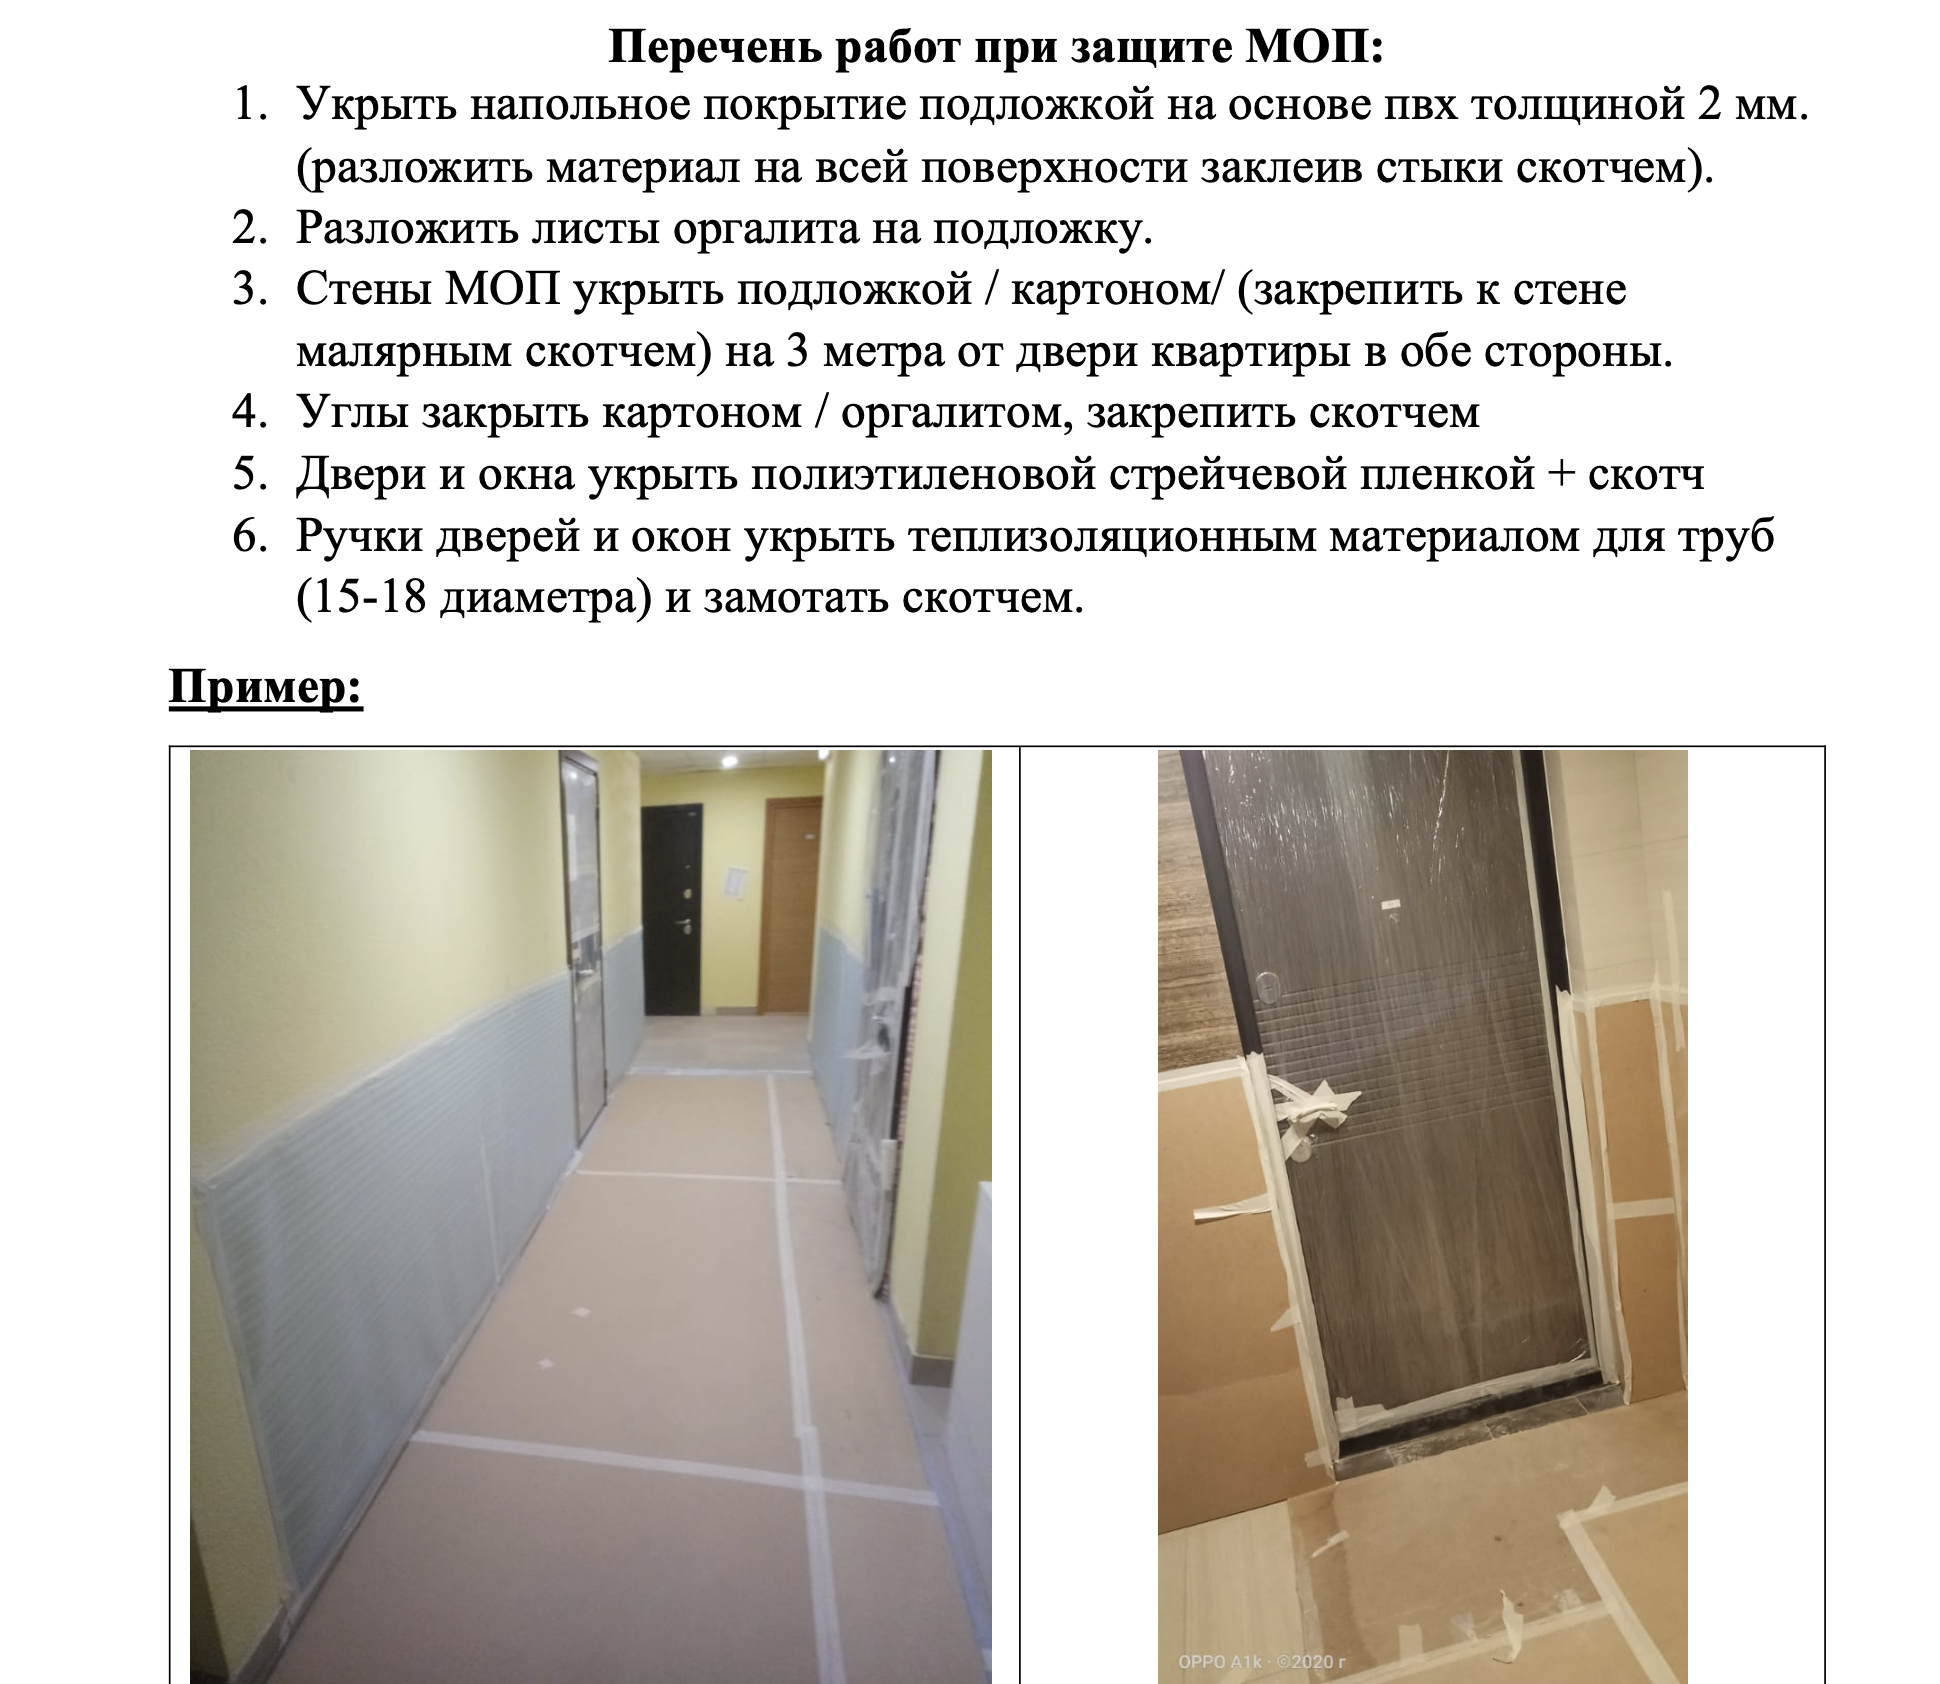 Перечень работ при защите МОП:
1. Укрыть напольное покрытие подложкой на основе пвх толщиной 2 мм.
(разложить материал на всей поверхности заклеив стыки скотчем).
2. Разложить листы оргалита на подложку.
3. Стены МОП укрыть подложкой / картоном/ (закрепить к стене
малярным скотчем) на 3 метра от двери квартиры в обе стороны.
4. Углы закрыть картоном / оргалитом, закрепить скотчем
5. Двери и окна укрыть полиэтиленовой стрейчевой пленкой + скотч
6. Ручки дверей и окон укрыть теплизоляционным материалом для труб
(15-18 диаметра) и замотать скотчем.
Пример:
OPPO A1k · ©2020 г